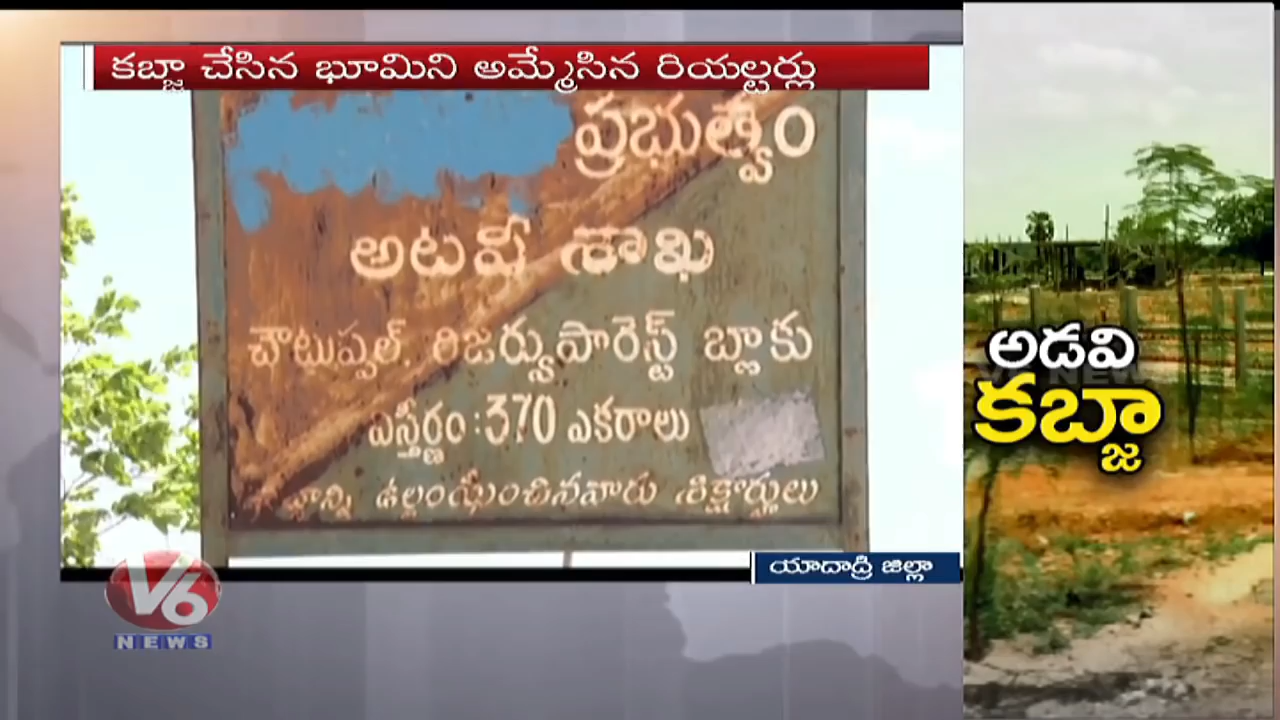 కబ్జా చేసిన భూమిని అమ్మేసిన రియల్టర్లు
ప్రభుత్వం
అటవీ శాఖ
చౌటుప్పల్. రిజర్వుపారెస్ట్ బ్లాకు
విస్తీర్ణం : 370 ఎకరాలు
ఉల్లంఘించినవారు శిక్షార్హులు
యాదాద్రి జిల్లా
అడవి
కబ్జా
V6
NEWS